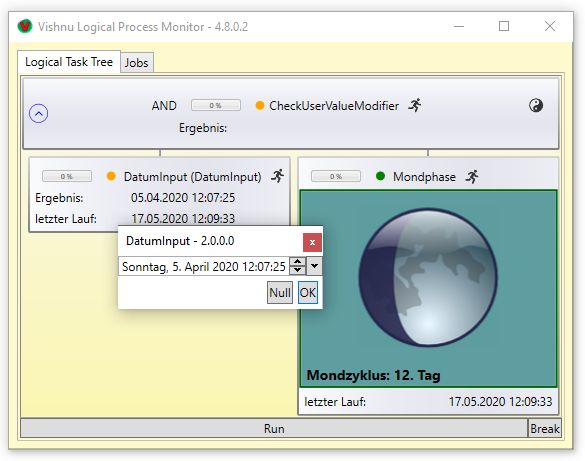 Vishnu Logical Process Monitor - 4.8.0.2
Logical Task Tree
Jobs
AND
0 %
CheckUserValueModifier
Ergebnis:
0 %
DatumInput (DatumInput)
Ergebnis:
05.04.2020 12:07:25
letzter Lauf:
17.05.2020 12:09:33
DatumInput - 2.0.0.0
x
Sonntag, 5. April 2020 12:07:25
Null
OK
0 %
Mondphase
Mondzyklus: 12. Tag
letzter Lauf:
17.05.2020 12:09:33
Run
Break